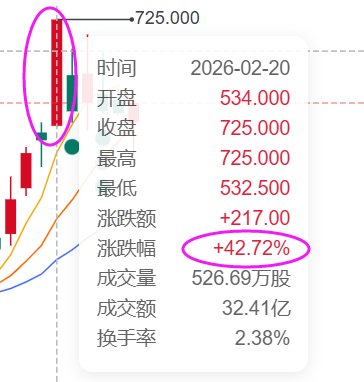 725.000
时间 2026-02-20
开盘 534.000
收盘 725.000
最高 725.000
最低 532.500
涨跌额 +217.00
涨跌幅 +42.72%
成交量 526.69万股
成交额 32.41亿
换手率 2.38%